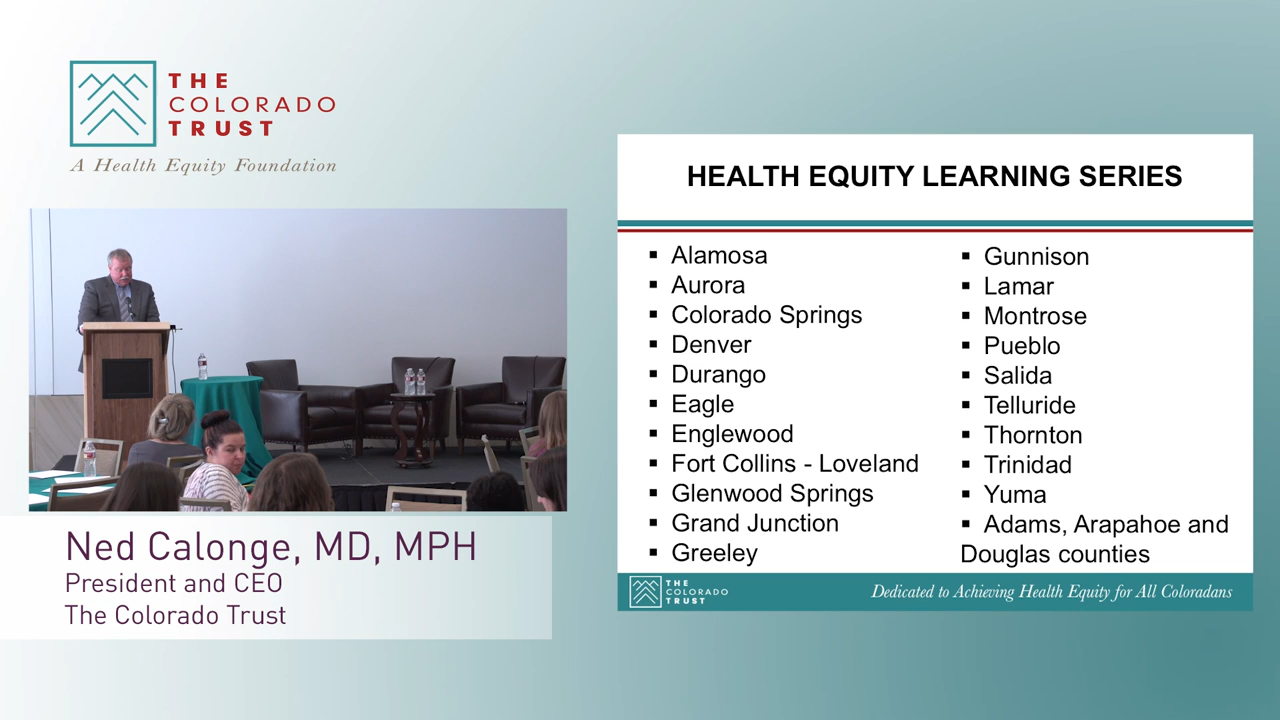 THE
COLORADO
TRUST
A Health Equity Foundation
Ned Calonge, MD, MPH
President and CEO
The Colorado Trust
HEALTH EQUITY LEARNING SERIES
▪ Alamosa
▪ Aurora
▪ Colorado Springs
▪ Denver
▪ Durango
▪ Eagle
▪ Englewood
▪ Fort Collins - Loveland
▪ Glenwood Springs
▪ Grand Junction
▪ Greeley
▪ Gunnison
▪ Lamar
▪ Montrose
▪ Pueblo
▪ Salida
▪ Telluride
▪ Thornton
▪ Trinidad
▪ Yuma
▪ Adams, Arapahoe and
Douglas counties
THE
COLORADO
TRUST
Dedicated to Achieving Health Equity for All Coloradans